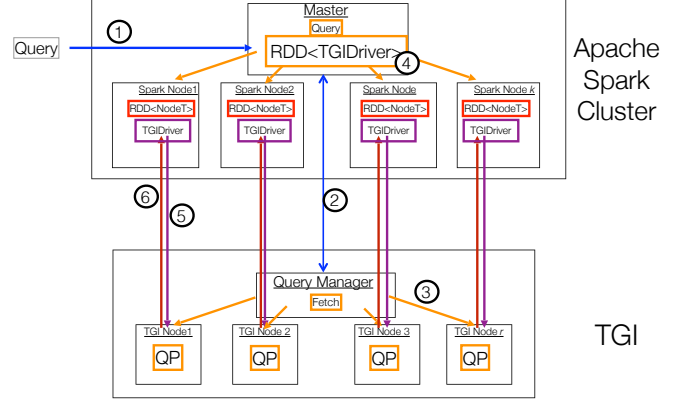 Master
Query
RDD<TGIDriver>
1
Query
4
Apache
Spark
Cluster
Spark Node1
Spark Node2
Spark Node
Spark Node k
RDD<NodeT>
RDD<NodeT>
RDD<NodeT>
RDD<NodeT>
TGIDriver
TGIDriver
TGIDriver
TGIDriver
6
5
2
Query Manager
Fetch
3
TGI Node1
TGI Node 2
TGI Node 3
TGI Node r
QP
QP
QP
QP
TGI